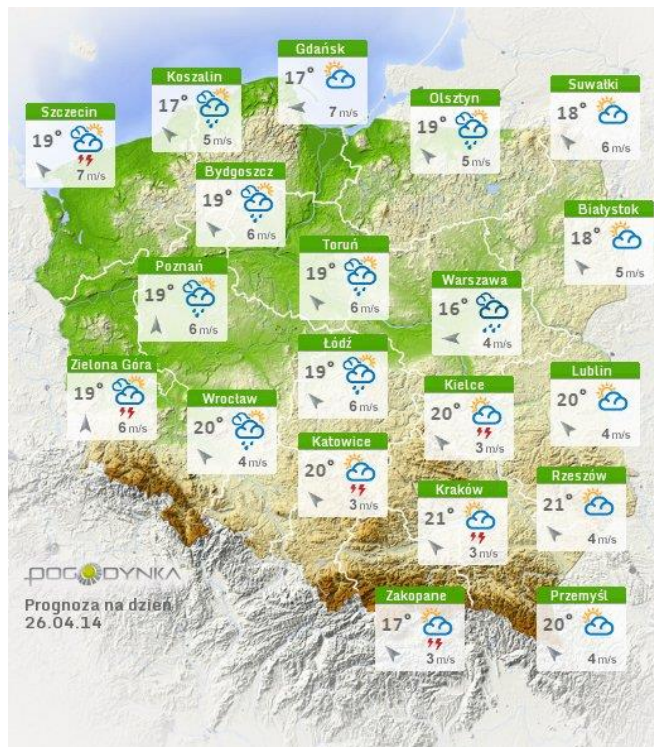 Gdańsk
17°
7 m/s
Koszalin
17°
5 m/s
Suwałki
18°
6 m/s
Olsztyn
19°
5 m/s
Szczecin
19°
7 m/s
Bydgoszcz
19°
6 m/s
Białystok
18°
5 m/s
Toruń
19°
6 m/s
Poznań
19°
6 m/s
Warszawa
16°
4 m/s
Łódź
19°
6 m/s
Zielona Góra
19°
6 m/s
Lublin
20°
4 m/s
Kielce
20°
3 m/s
Wrocław
20°
4 m/s
Katowice
20°
3 m/s
Rzeszów
21°
4 m/s
Kraków
21°
3 m/s
POGODYNKA
Prognoza na dzień
26.04.14
Zakopane
17°
3 m/s
Przemyśl
20°
4 m/s